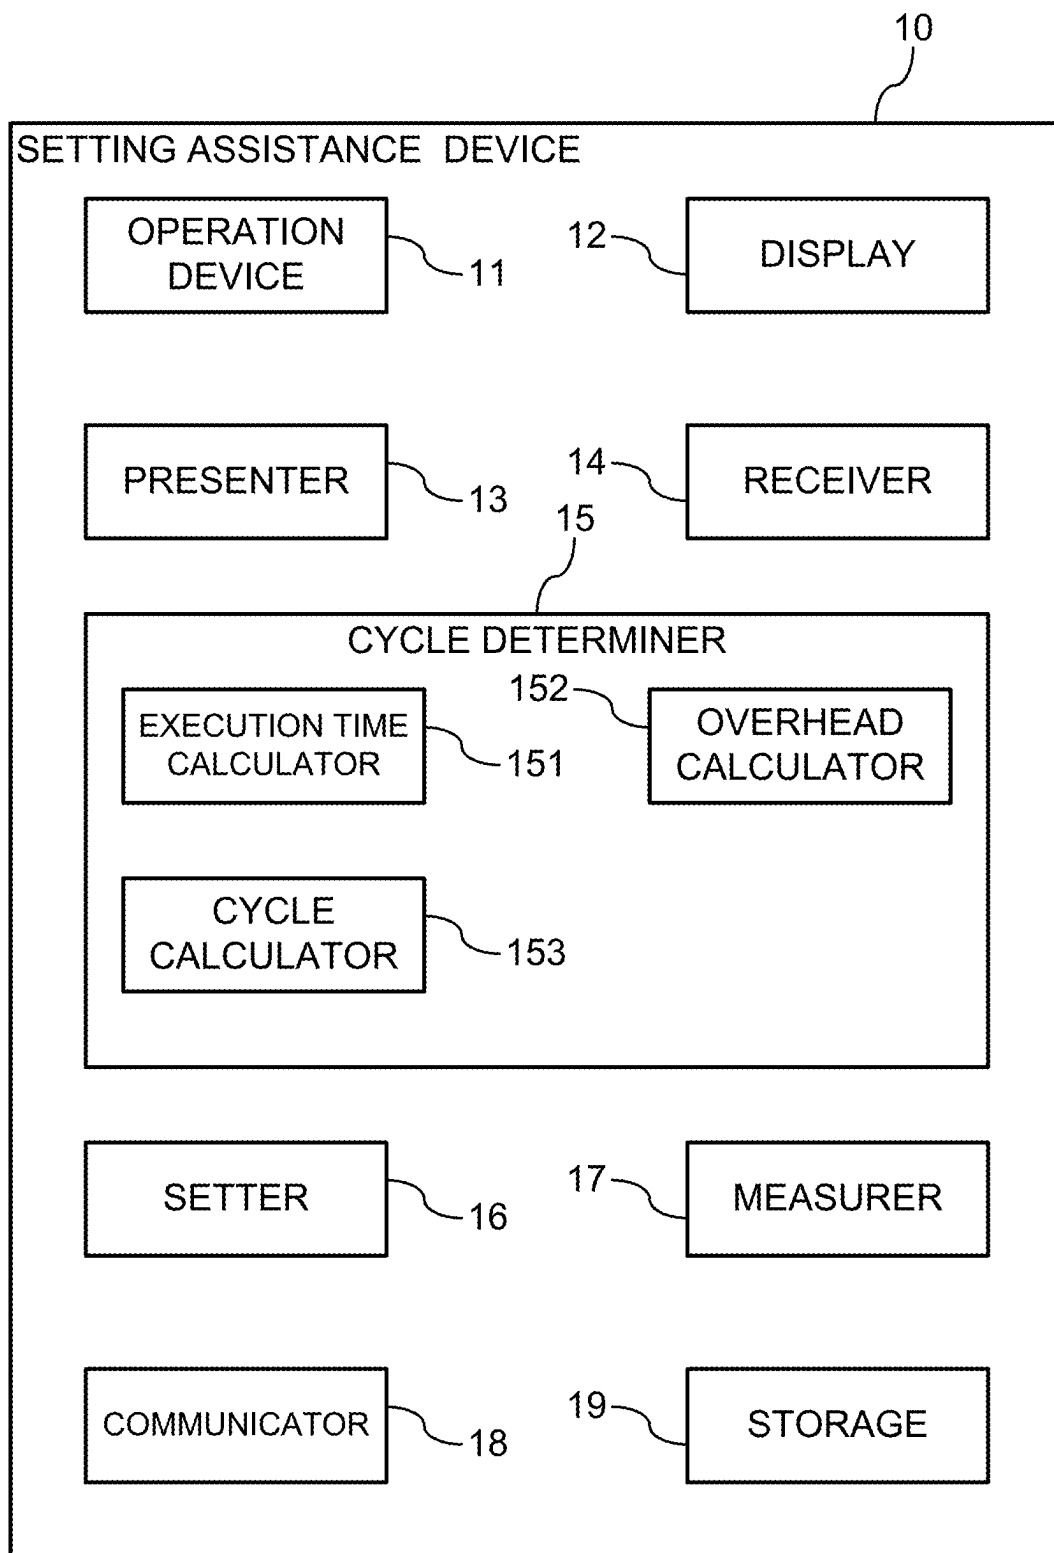 10
SETTING ASSISTANCE DEVICE
OPERATION
DEVICE
11
12
DISPLAY
PRESENTER
13
14
RECEIVER
15
CYCLE DETERMINER
EXECUTION TIME
CALCULATOR
151
152
OVERHEAD
CALCULATOR
CYCLE
CALCULATOR
153
SETTER
16
17
MEASURER
COMMUNICATOR
18
19
STORAGE